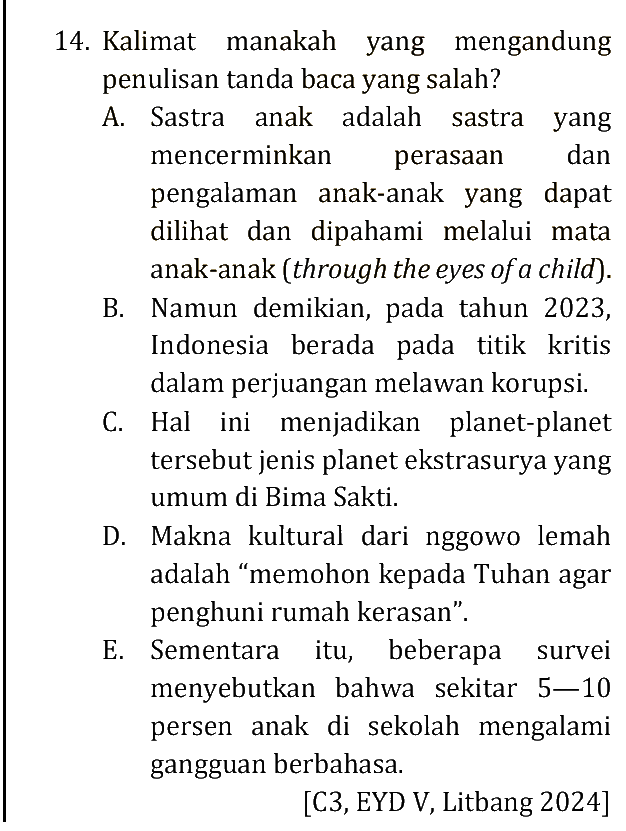 14. Kalimat manakah yang mengandung
penulisan tanda baca yang salah?
A. Sastra anak adalah sastra yang
mencerminkan perasaan dan
pengalaman anak-anak yang dapat
dilihat dan dipahami melalui mata
anak-anak (through the eyes of a child).
B. Namun demikian, pada tahun 2023,
Indonesia berada pada titik kritis
dalam perjuangan melawan korupsi.
C. Hal ini menjadikan planet-planet
tersebut jenis planet ekstrasurya yang
umum di Bima Sakti.
D. Makna kultural dari nggowo lemah
adalah “memohon kepada Tuhan agar
penghuni rumah kerasan”.
E. Sementara itu, beberapa survei
menyebutkan bahwa sekitar 5—10
persen anak di sekolah mengalami
gangguan berbahasa.
[C3, EYD V, Litbang 2024]